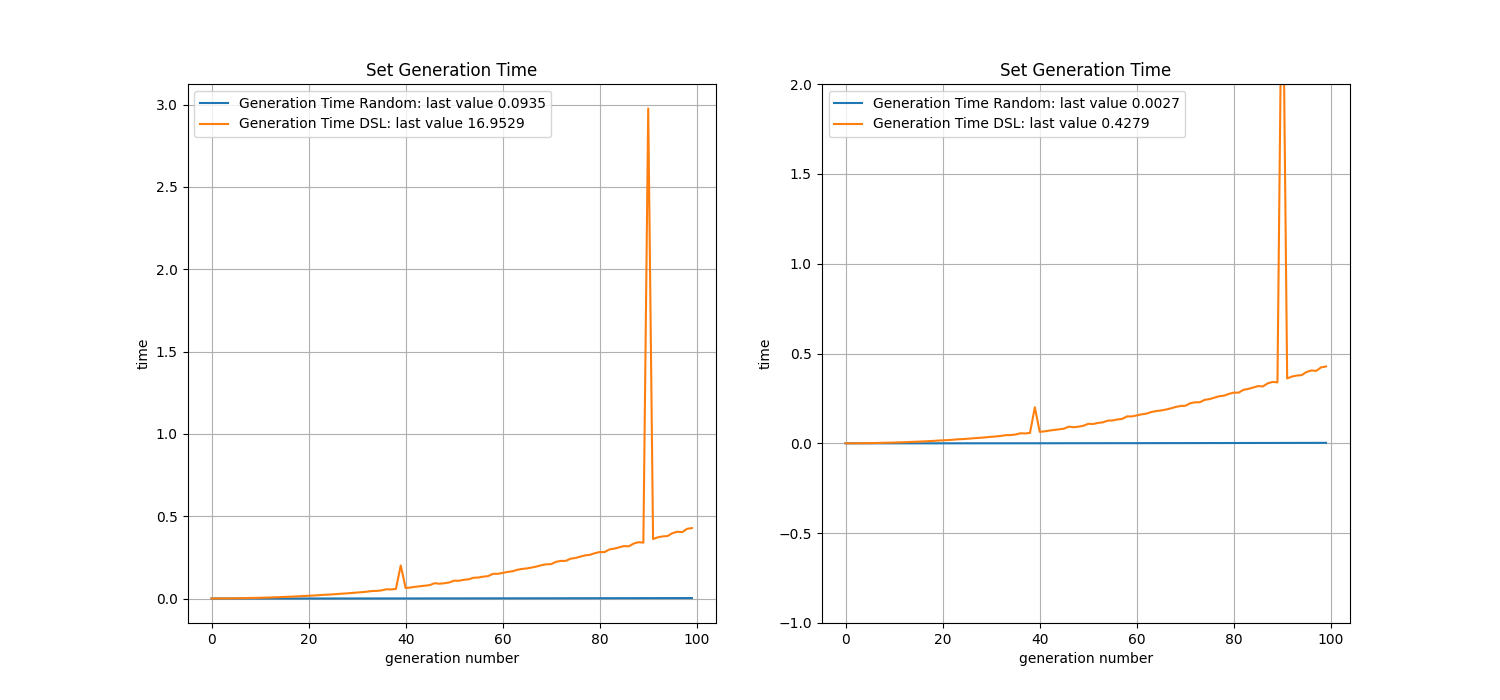 Set Generation Time
Generation Time Random: last value 0.0935
Generation Time DSL: last value 16.9529
3.0
2.5
2.0
1.5
1.0
0.5
0.0
time
0 20 40 60 80 100
generation number
Set Generation Time
Generation Time Random: last value 0.0027
Generation Time DSL: last value 0.4279
2.0
1.5
1.0
0.5
0.0
−0.5
−1.0
time
0 20 40 60 80 100
generation number